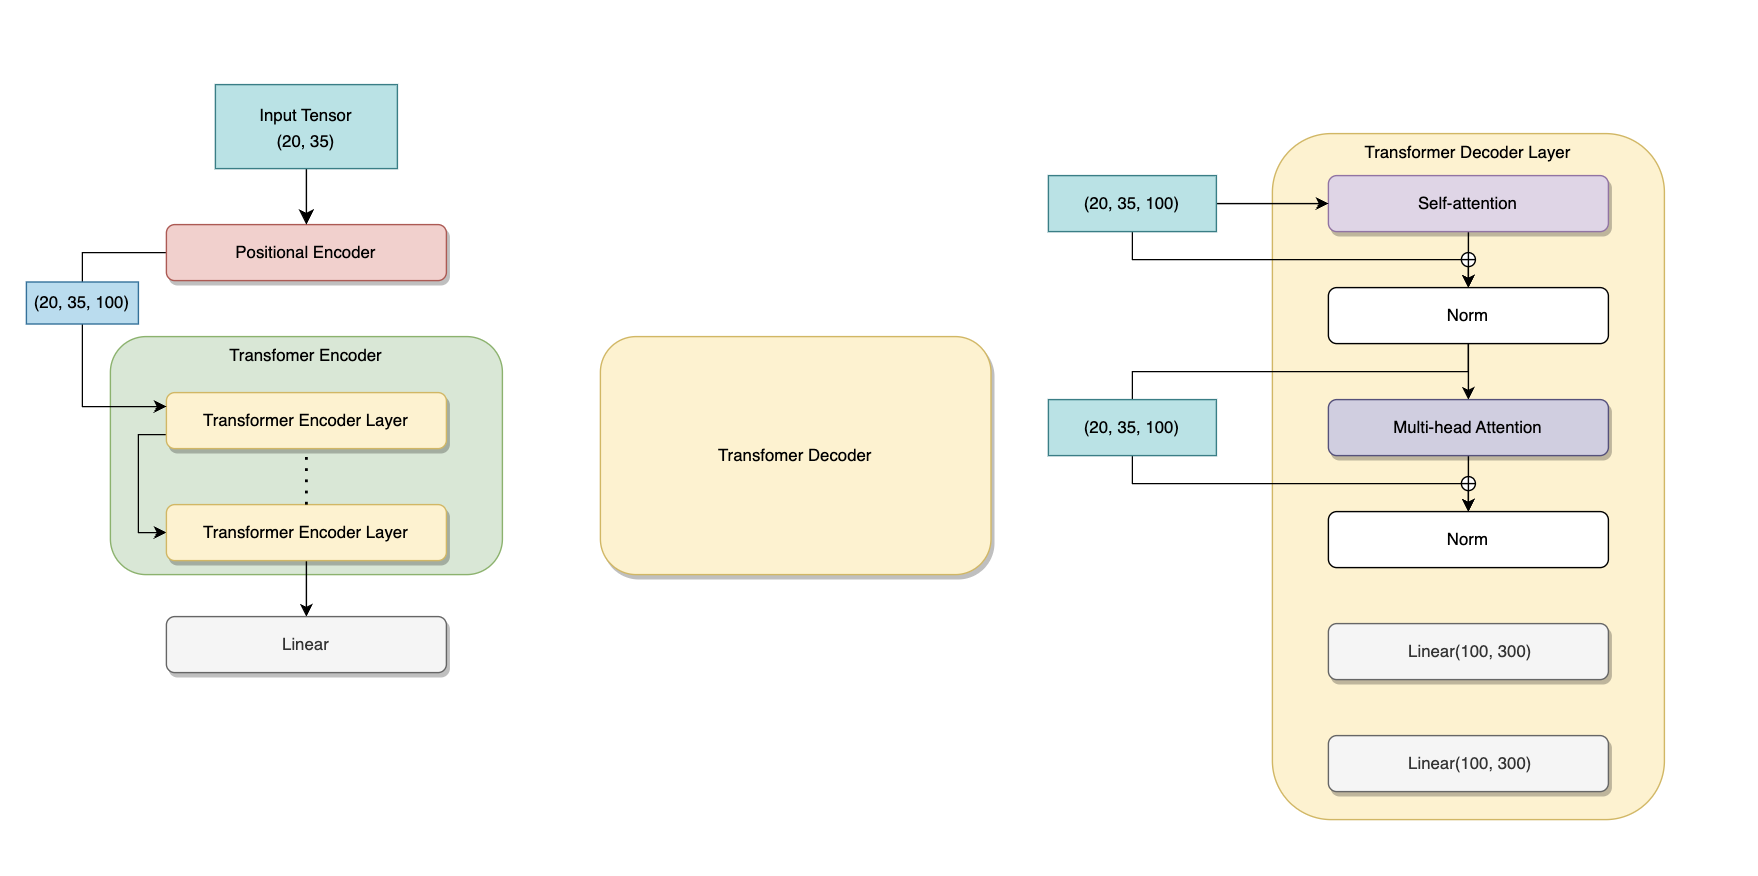 Input Tensor
(20, 35)
Positional Encoder
(20, 35, 100)
Transfomer Encoder
Transformer Encoder Layer
Transformer Encoder Layer
Linear
Transfomer Decoder
Transformer Decoder Layer
(20, 35, 100)
Self-attention
Norm
(20, 35, 100)
Multi-head Attention
Norm
Linear(100, 300)
Linear(100, 300)